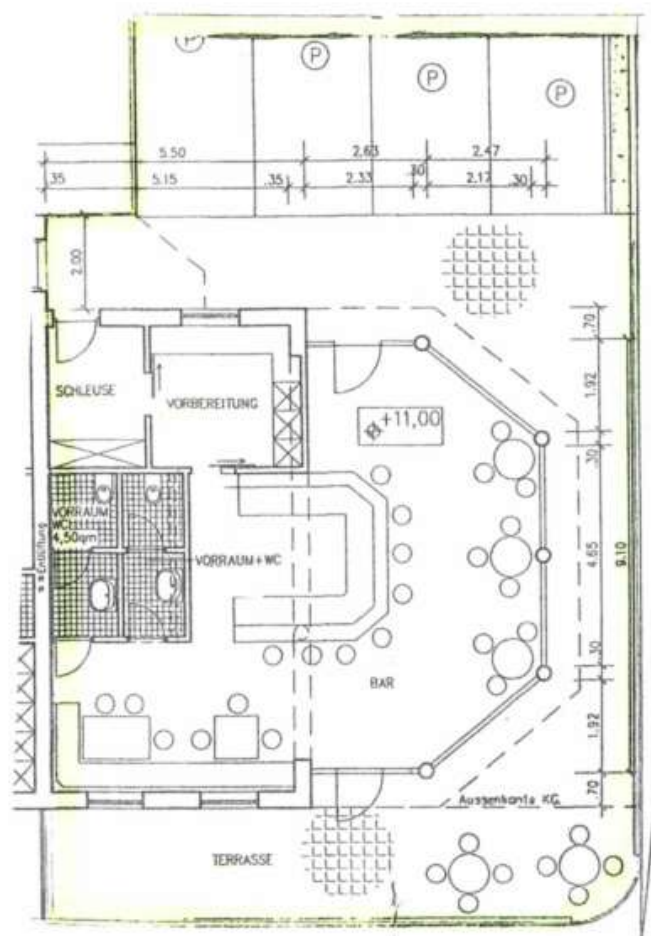 P
P
P
P
5.50
2.63
2.47
.35
5.15
.35
2.33
.30
2.17
.30
2.00
.70
SCHLEUSE
VORBEREITUNG
+11,00
1.92
.30
VORRAUM
WC
4,50qm
VORRAUM+WC
4.65
9.10
.30
BAR
1.92
Aussenkante KG
.70
TERRASSE